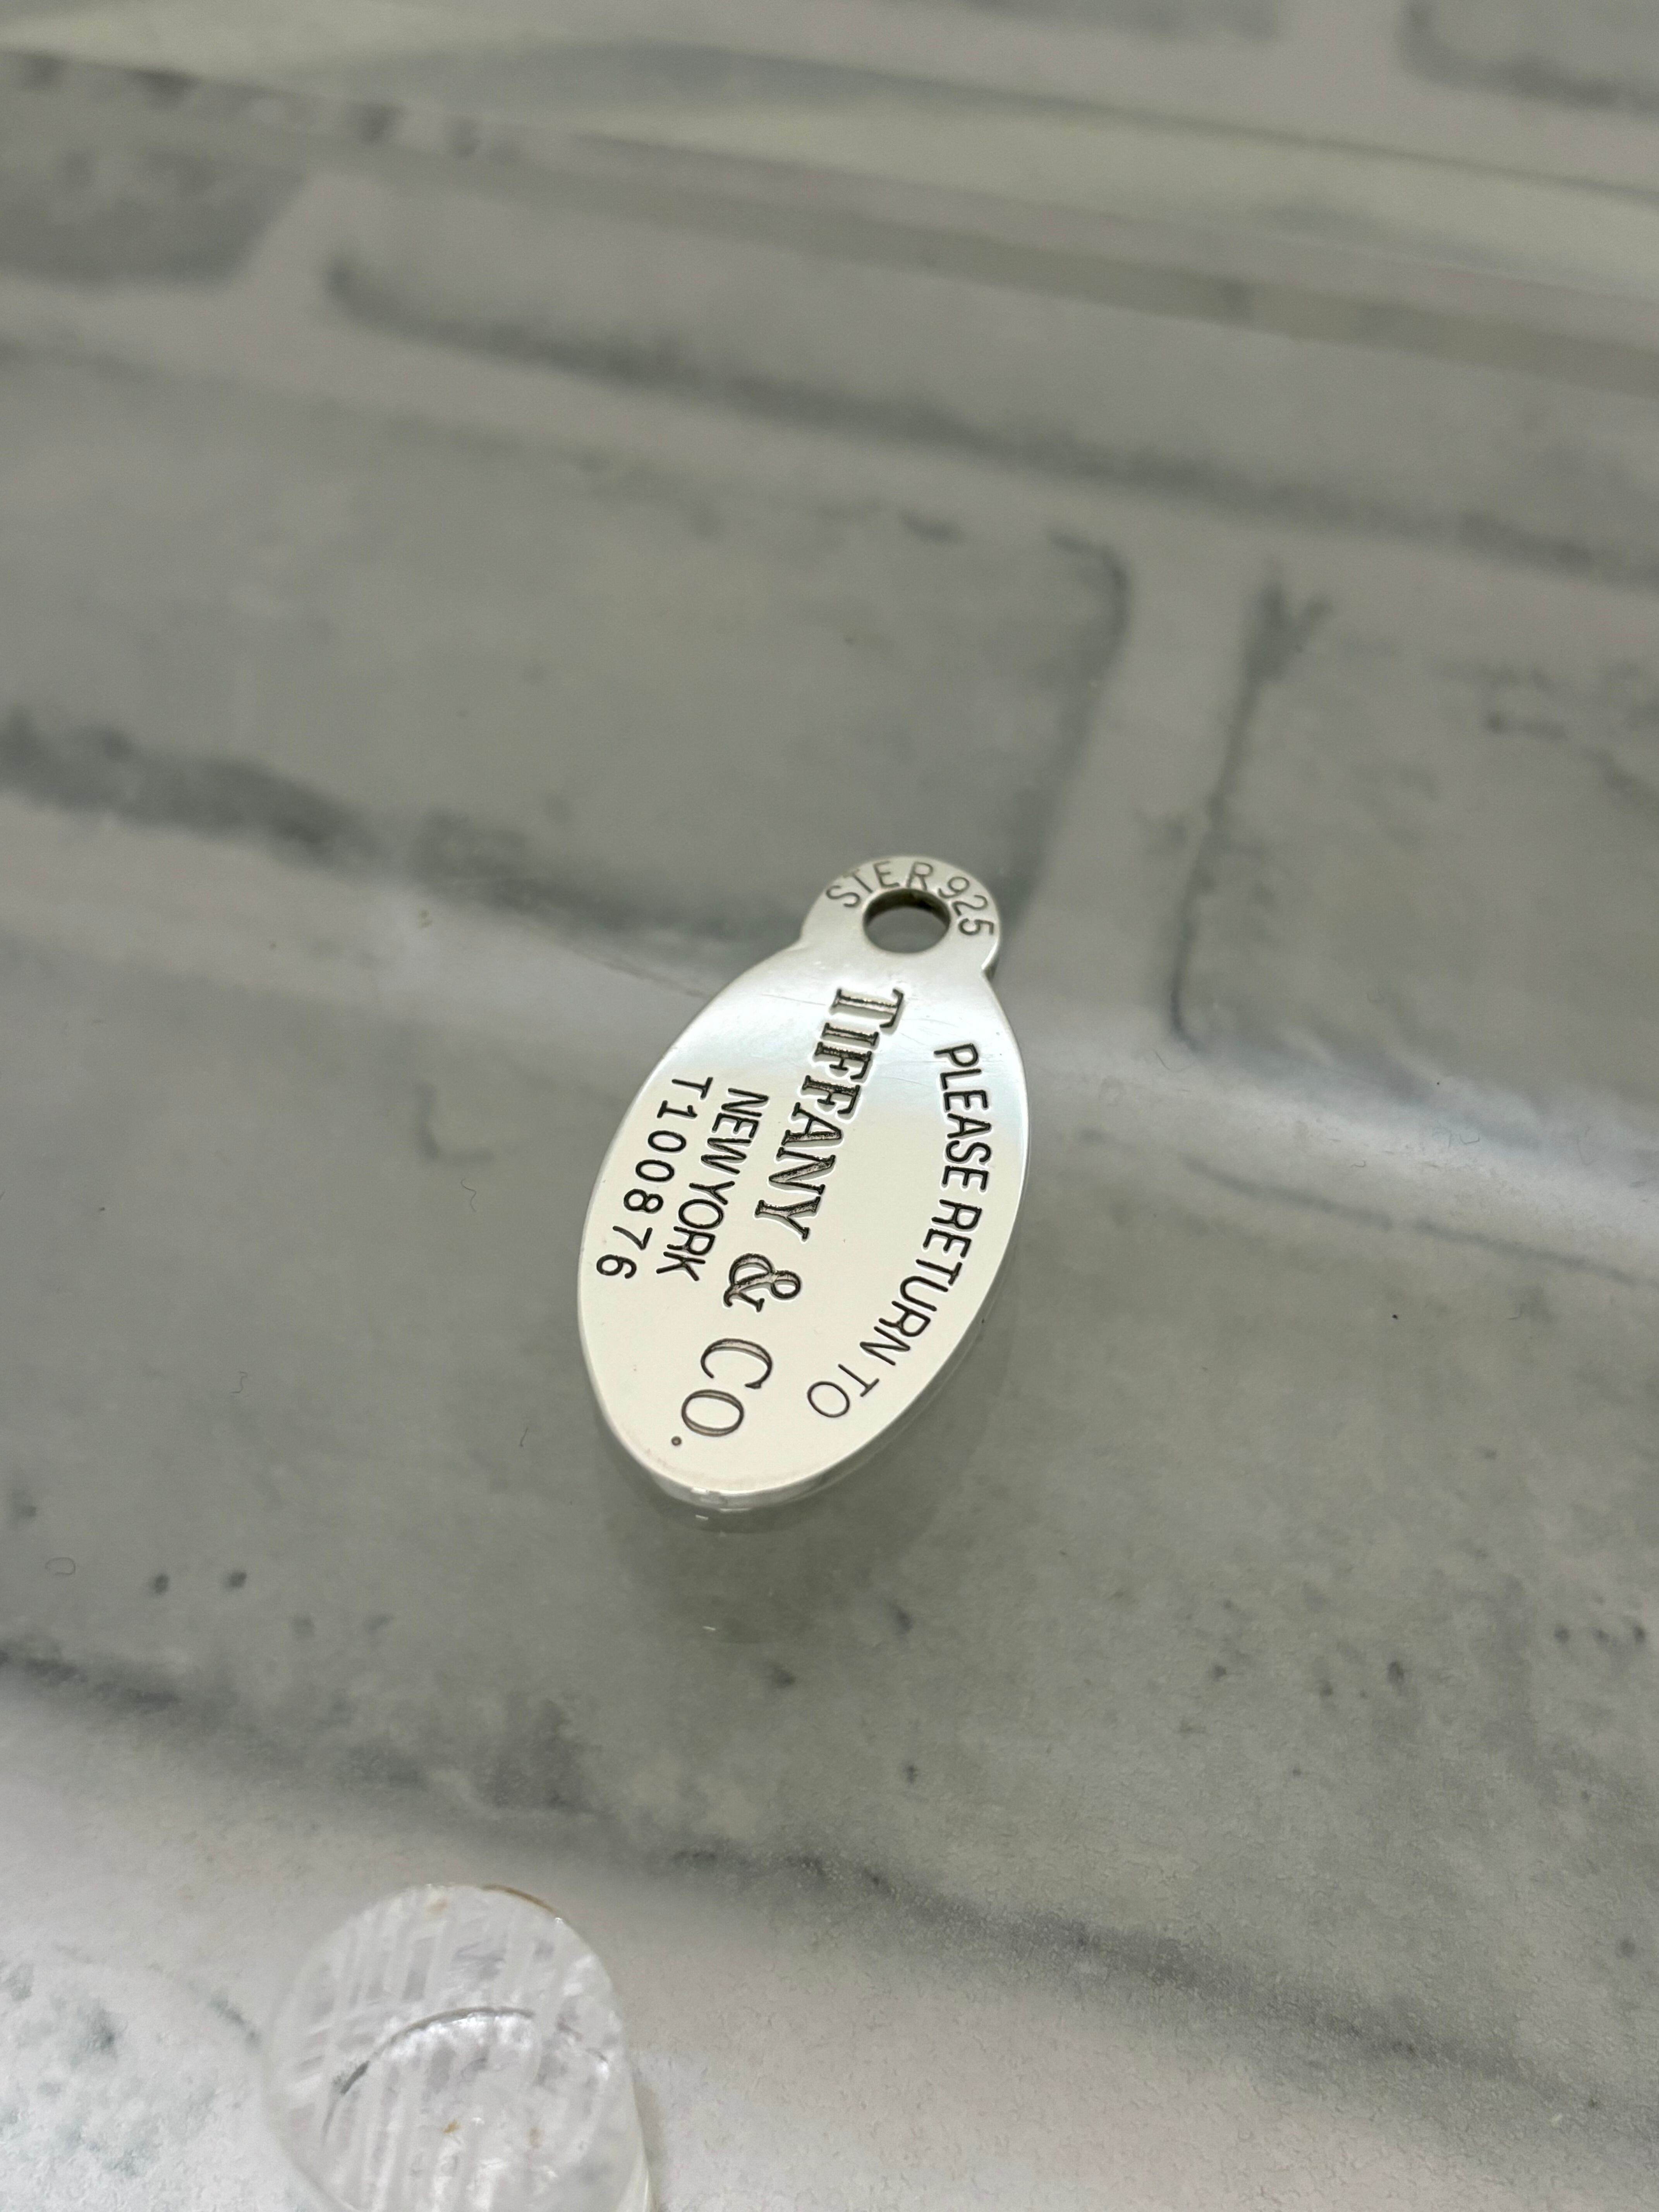 STER.925
PLEASE RETURN TO
TIFFANY & CO.
NEW YORK
T100876